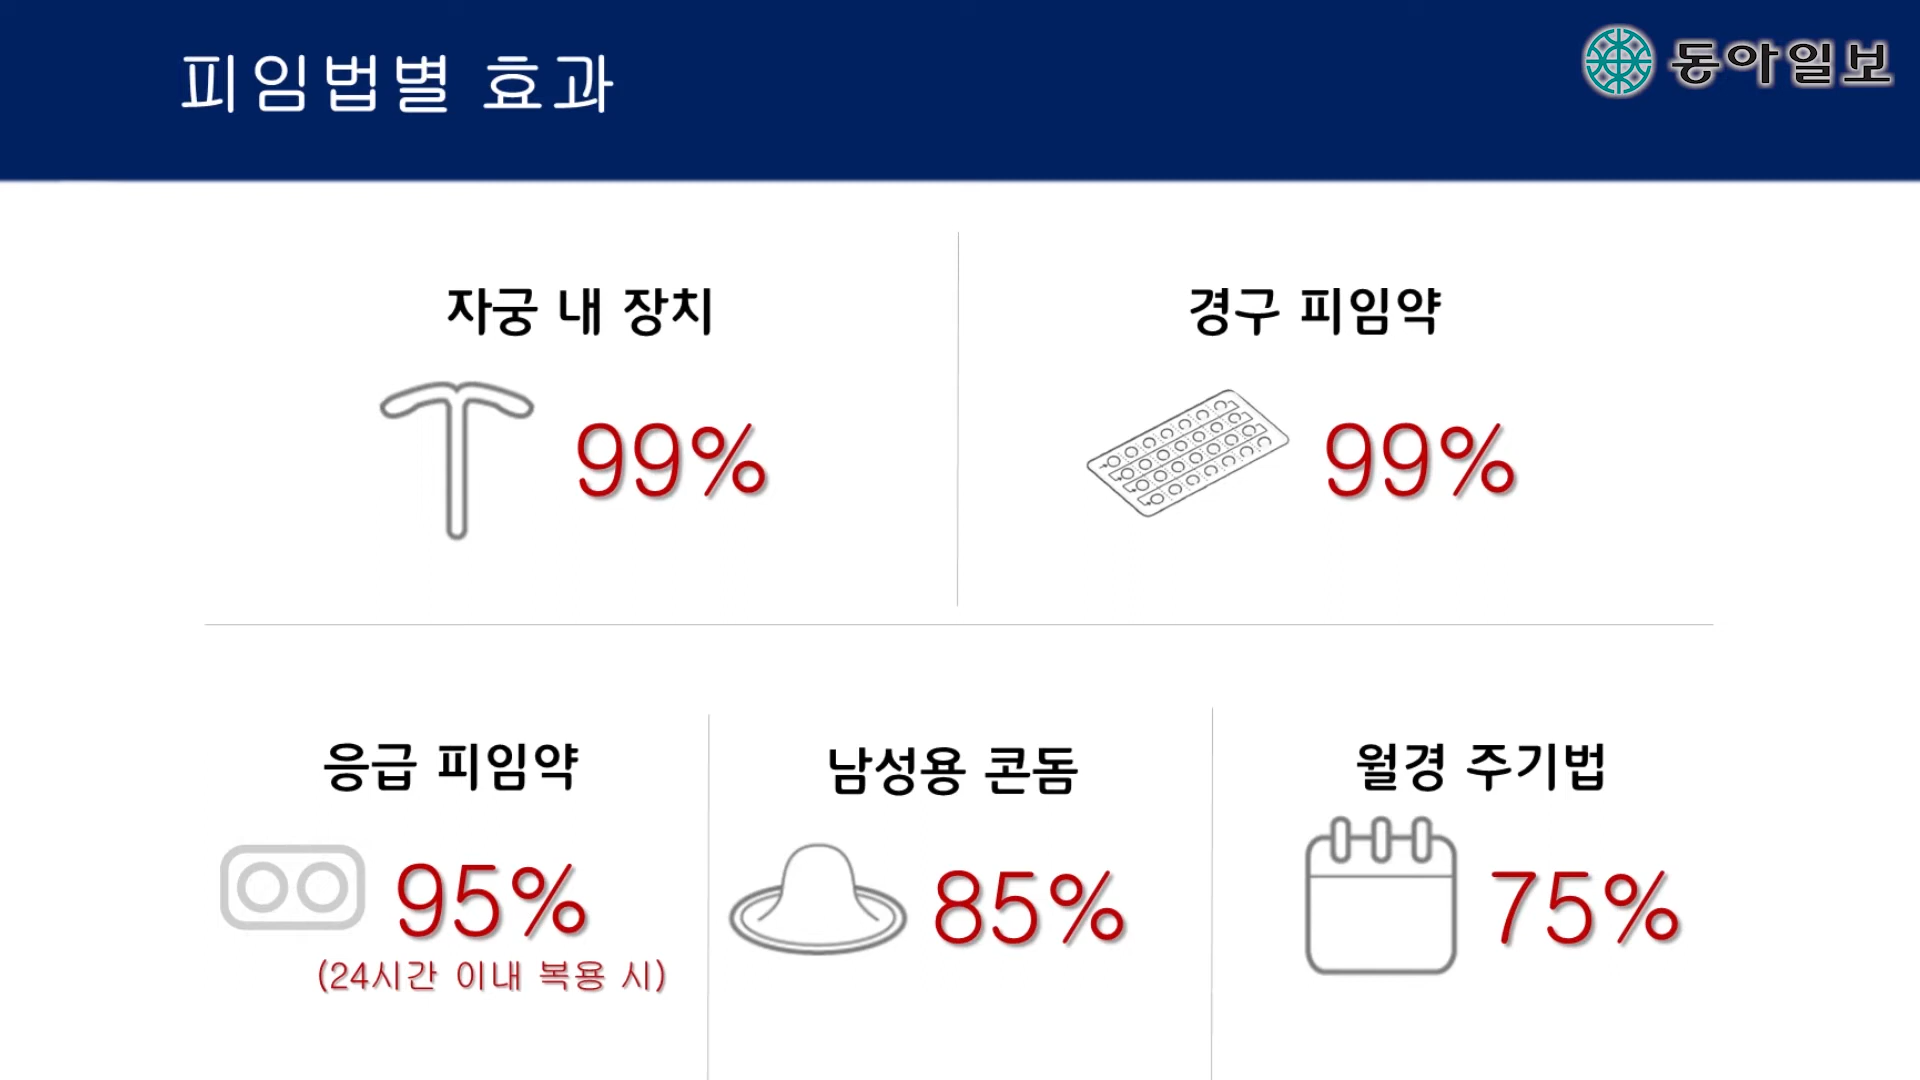 피임법별 효과
동아일보
자궁 내 장치
99%
경구 피임약
99%
응급 피임약
95%
(24시간 이내 복용 시)
남성용 콘돔
85%
월경 주기법
75%